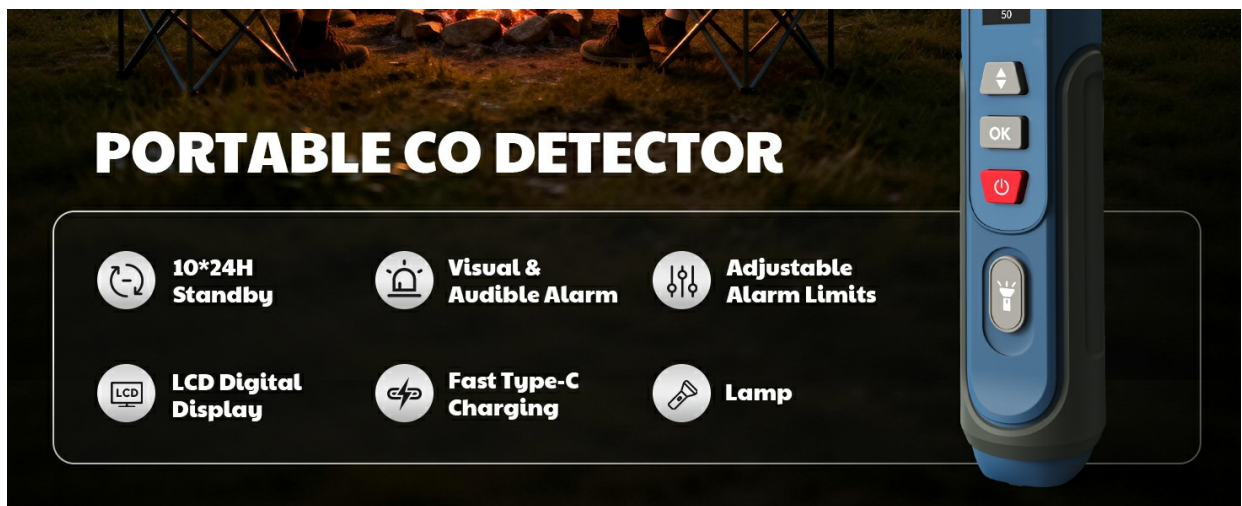 50
OK
PORTABLE CO DETECTOR
10*24H
Standby
Visual &
Audible Alarm
Adjustable
Alarm Limits
LCD
LCD Digital
Display
Fast Type-C
Charging
Lamp